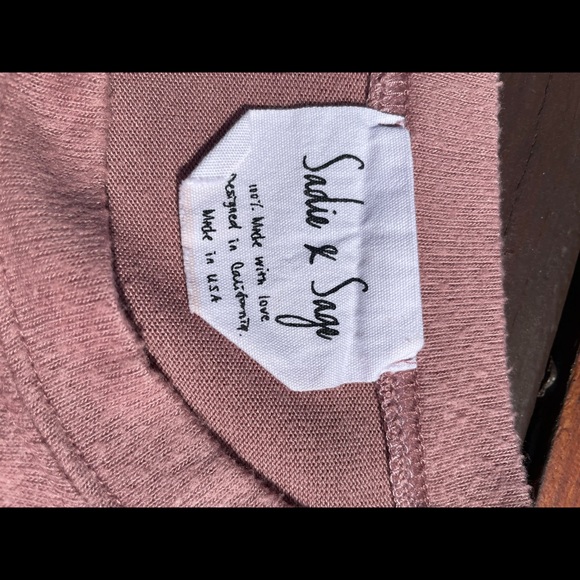 Sadie & Sage
100% Made with love
Designed in California.
Made in USA